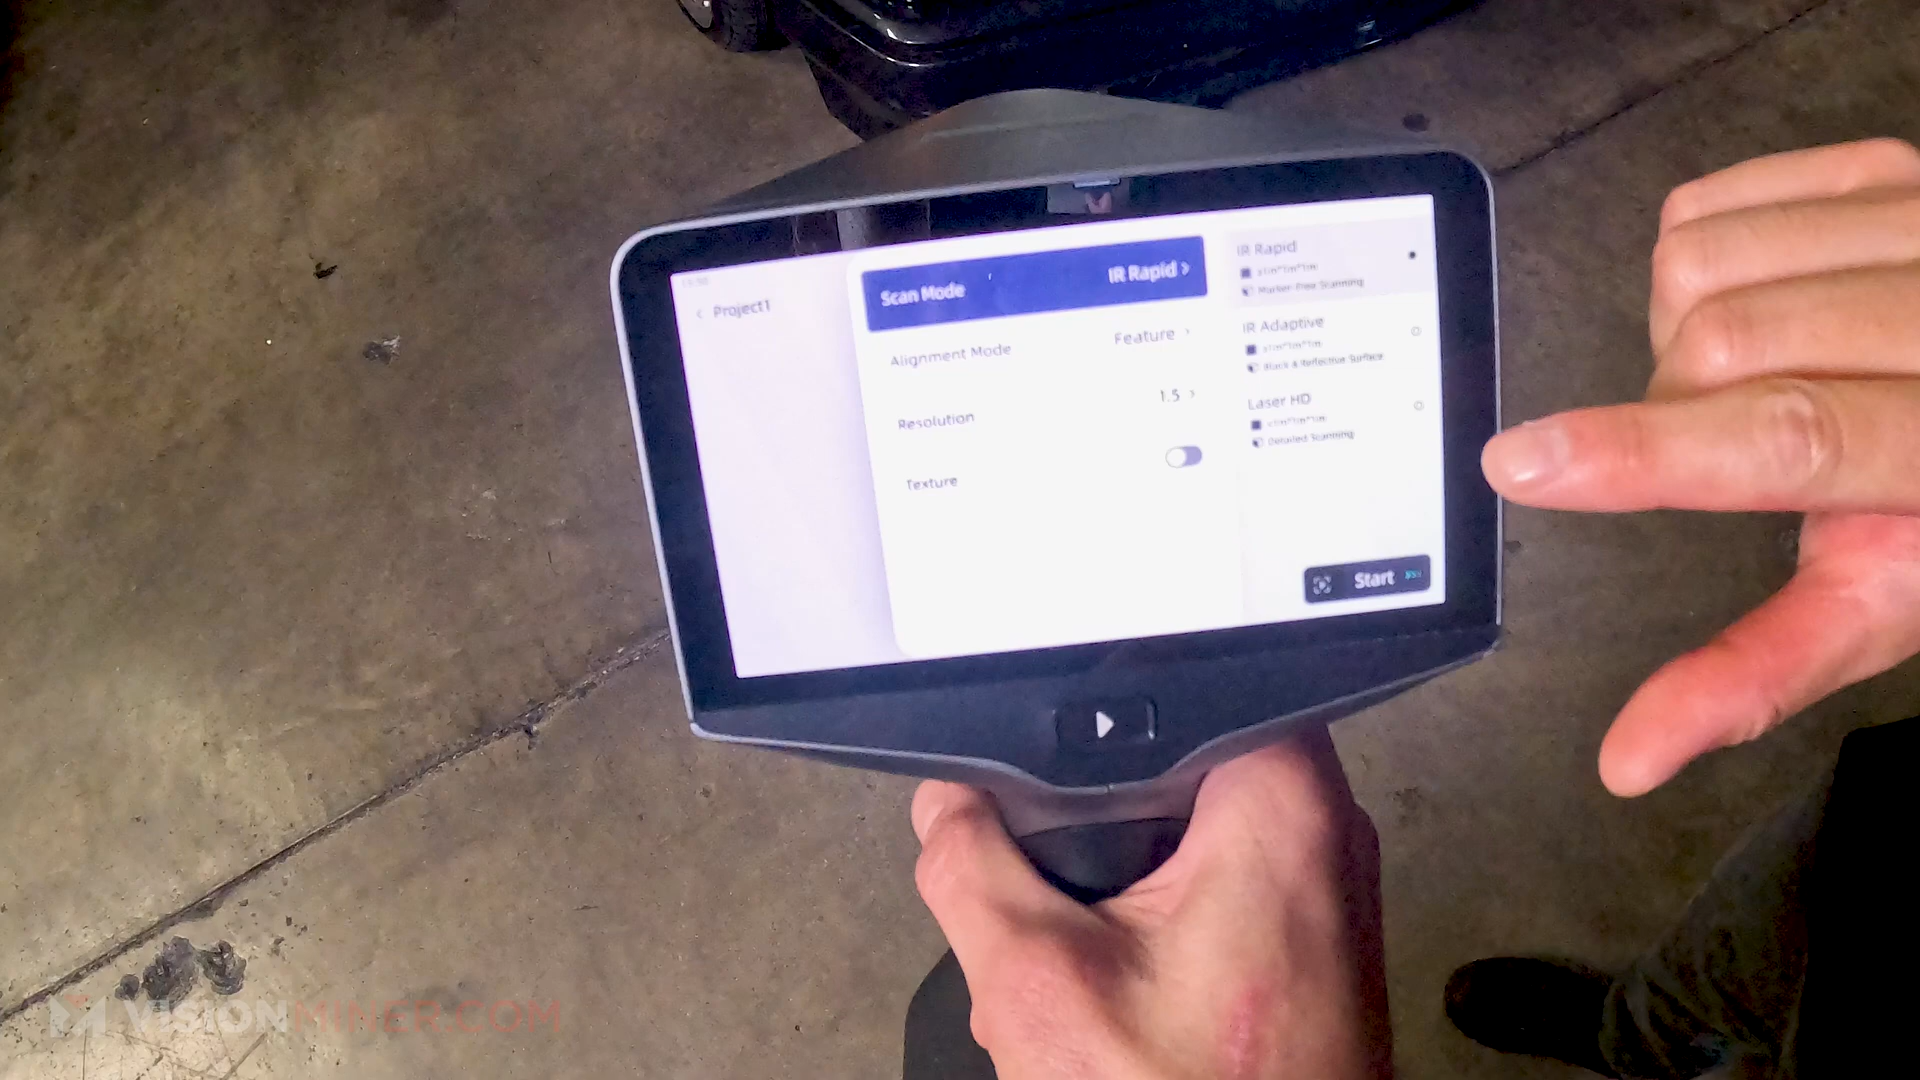 Project1
Scan Mode IR Rapid
Alignment Mode Feature
Resolution 1.5
Texture
IR Rapid
Marker-Free Scanning
IR Adaptive
Black & Reflective Surface
Laser HD
Detailed Scanning
Start
VISIONMINER.COM